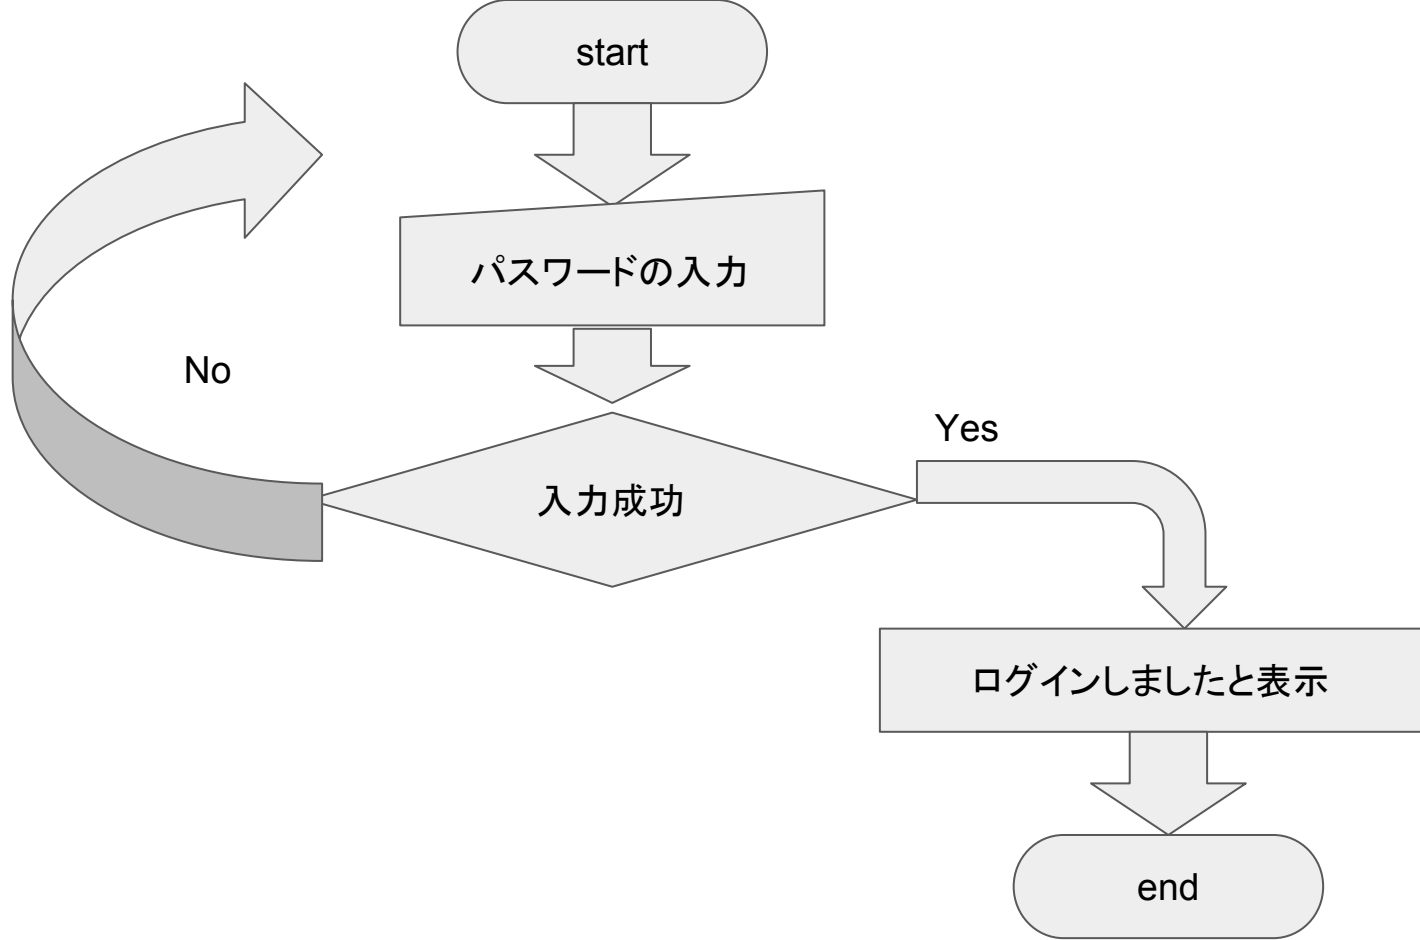 start
パスワードの入力
No
Yes
入力成功
ログインしましたと表示
end